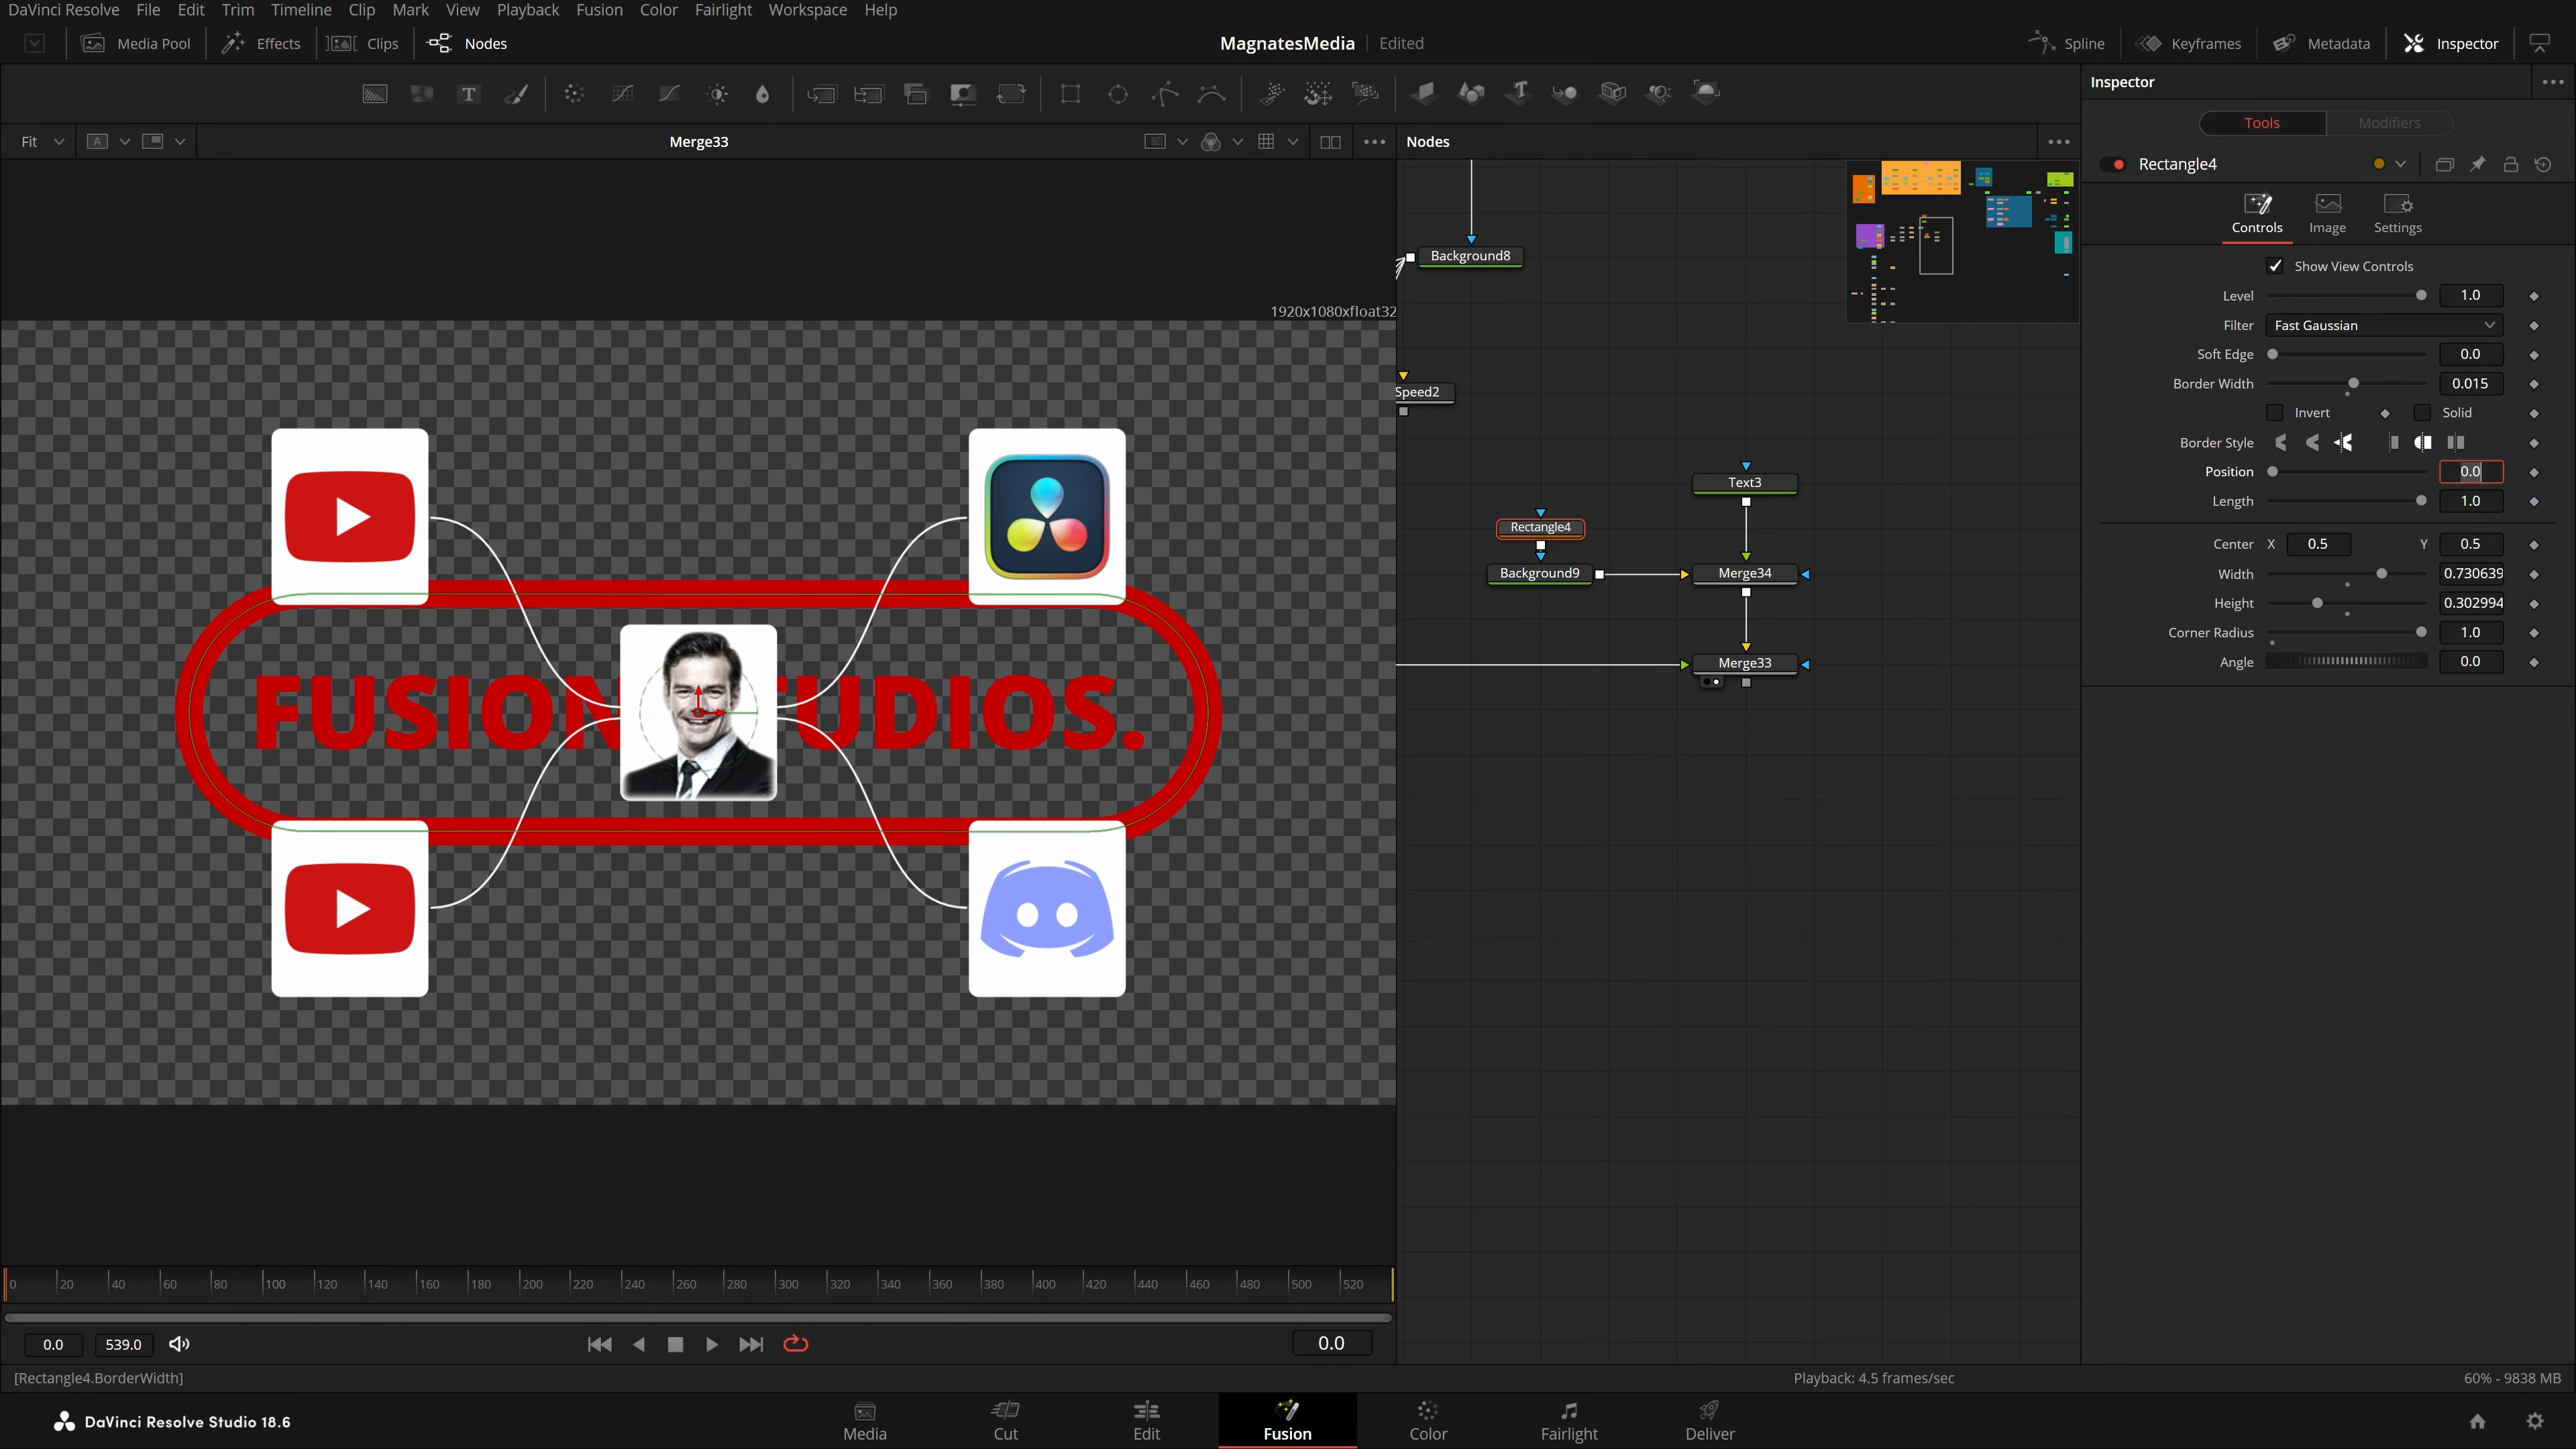 DaVinci Resolve File Edit Trim Timeline Clip Mark View Playback Fusion Color Fairlight Workspace Help
Media Pool Effects Clips Nodes MagnatesMedia Edited Spline Keyframes Metadata Inspector
Inspector
Tools Modifiers
Fit A Merge33 Nodes
Rectangle4
Controls Image Settings
Show View Controls
Level 1.0
Filter Fast Gaussian
Soft Edge 0.0
Border Width 0.015
Invert Solid
Border Style
Position 0.0
Length 1.0
Center X 0.5 Y 0.5
Width 0.730639
Height 0.302994
Corner Radius 1.0
Angle 0.0
Background8
1920x1080xfloat32
Speed2
Text3
Rectangle4
Background9 Merge34
Merge33
FUSION
TUDIOS.
0 20 40 60 80 100 120 140 160 180 200 220 240 260 280 300 320 340 360 380 400 420 440 460 480 500 520
0.0 539.0 0.0
[Rectangle4.BorderWidth] Playback: 4.5 frames/sec 60% - 9838 MB
DaVinci Resolve Studio 18.6
Media Cut Edit Fusion Color Fairlight Deliver